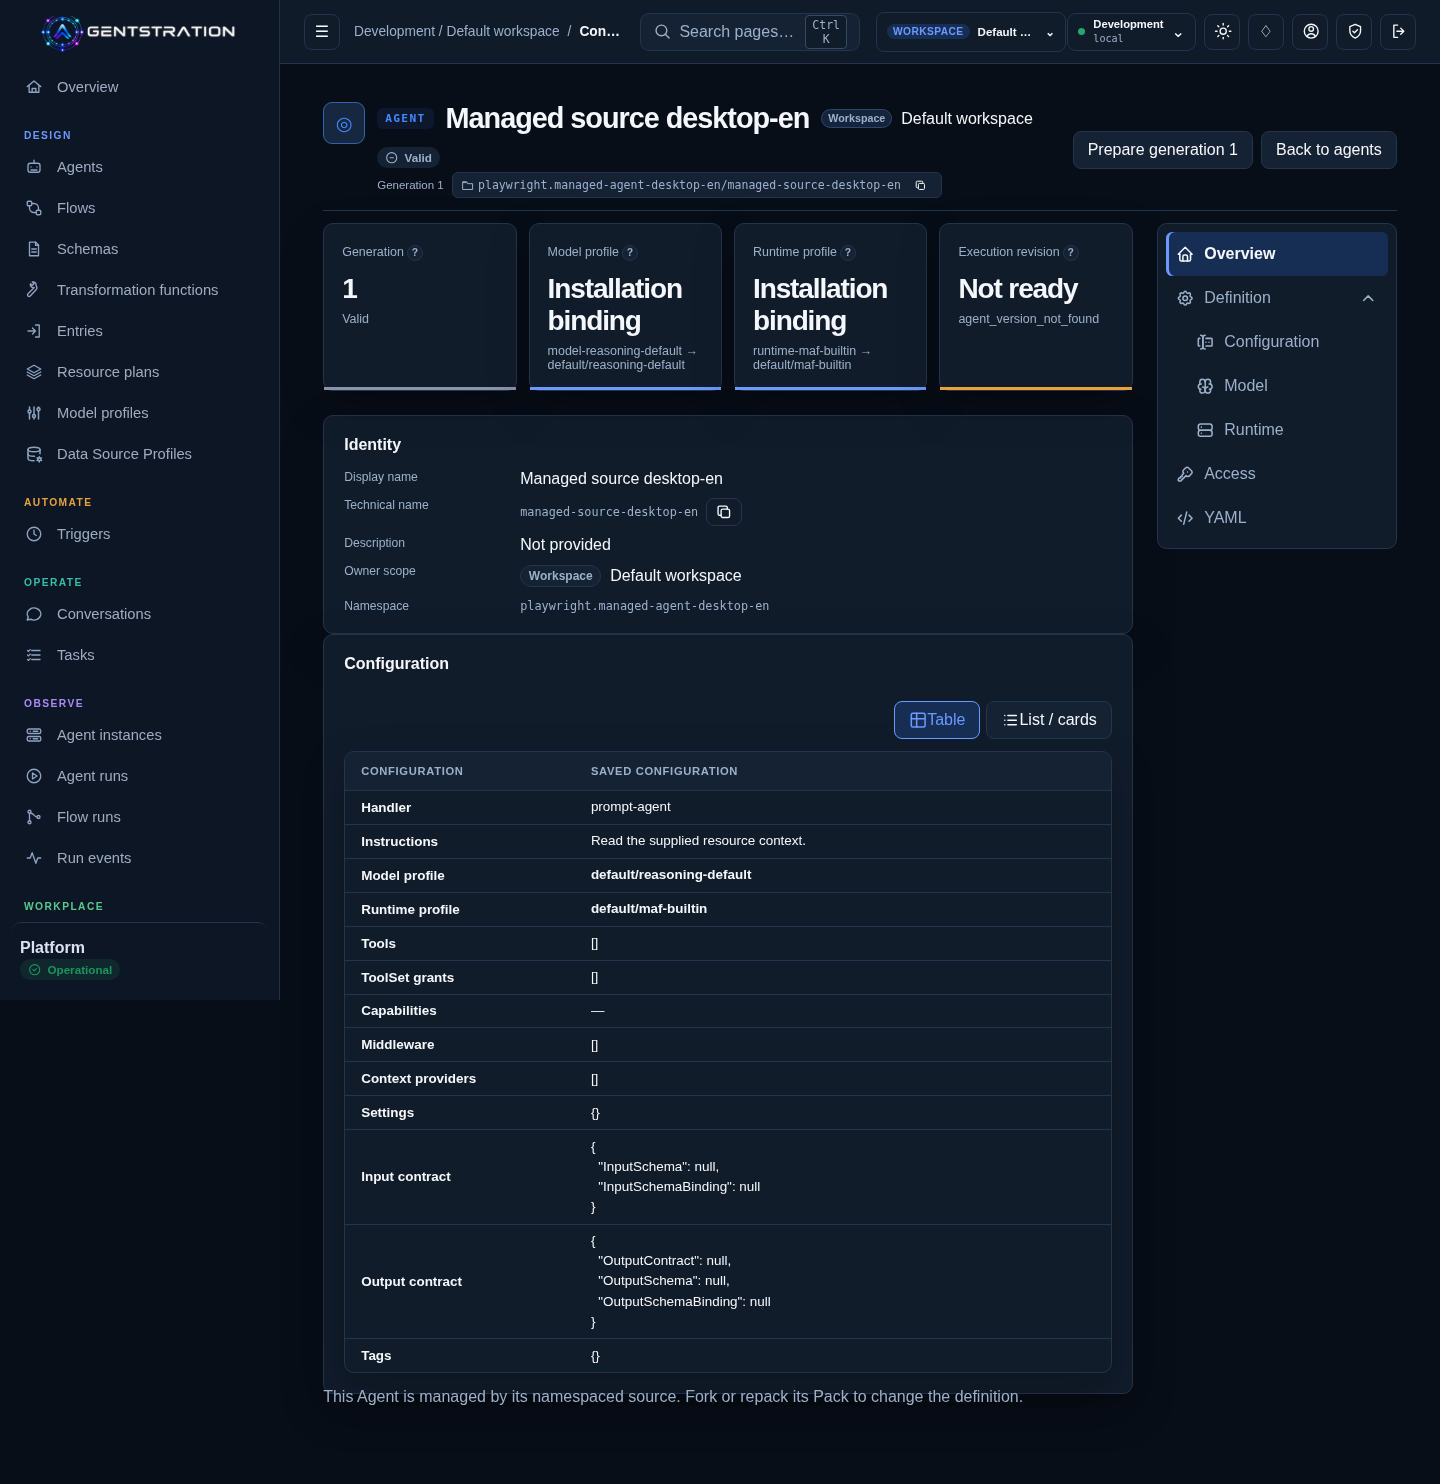 GENTSTRATION
Overview
DESIGN
Agents
Flows
Schemas
Transformation functions
Entries
Resource plans
Model profiles
Data Source Profiles
AUTOMATE
Triggers
OPERATE
Conversations
Tasks
OBSERVE
Agent instances
Agent runs
Flow runs
Run events
WORKPLACE
Platform
Operational
Development / Default workspace / Con…
Search pages…
Ctrl
K
WORKSPACE Default …
Development
local
AGENT Managed source desktop-en Workspace Default workspace
Valid
Generation 1 playwright.managed-agent-desktop-en/managed-source-desktop-en
Prepare generation 1
Back to agents
Generation ?
1
Valid
Model profile ?
Installation
binding
model-reasoning-default →
default/reasoning-default
Runtime profile ?
Installation
binding
runtime-maf-builtin →
default/maf-builtin
Execution revision ?
Not ready
agent_version_not_found
Overview
Definition
Configuration
Model
Runtime
Access
YAML
Identity
Display name Managed source desktop-en
Technical name managed-source-desktop-en
Description Not provided
Owner scope Workspace Default workspace
Namespace playwright.managed-agent-desktop-en
Configuration
Table List / cards
CONFIGURATION SAVED CONFIGURATION
Handler prompt-agent
Instructions Read the supplied resource context.
Model profile default/reasoning-default
Runtime profile default/maf-builtin
Tools []
ToolSet grants []
Capabilities —
Middleware []
Context providers []
Settings {}
Input contract
{
"InputSchema": null,
"InputSchemaBinding": null
}
Output contract
{
"OutputContract": null,
"OutputSchema": null,
"OutputSchemaBinding": null
}
Tags {}
This Agent is managed by its namespaced source. Fork or repack its Pack to change the definition.